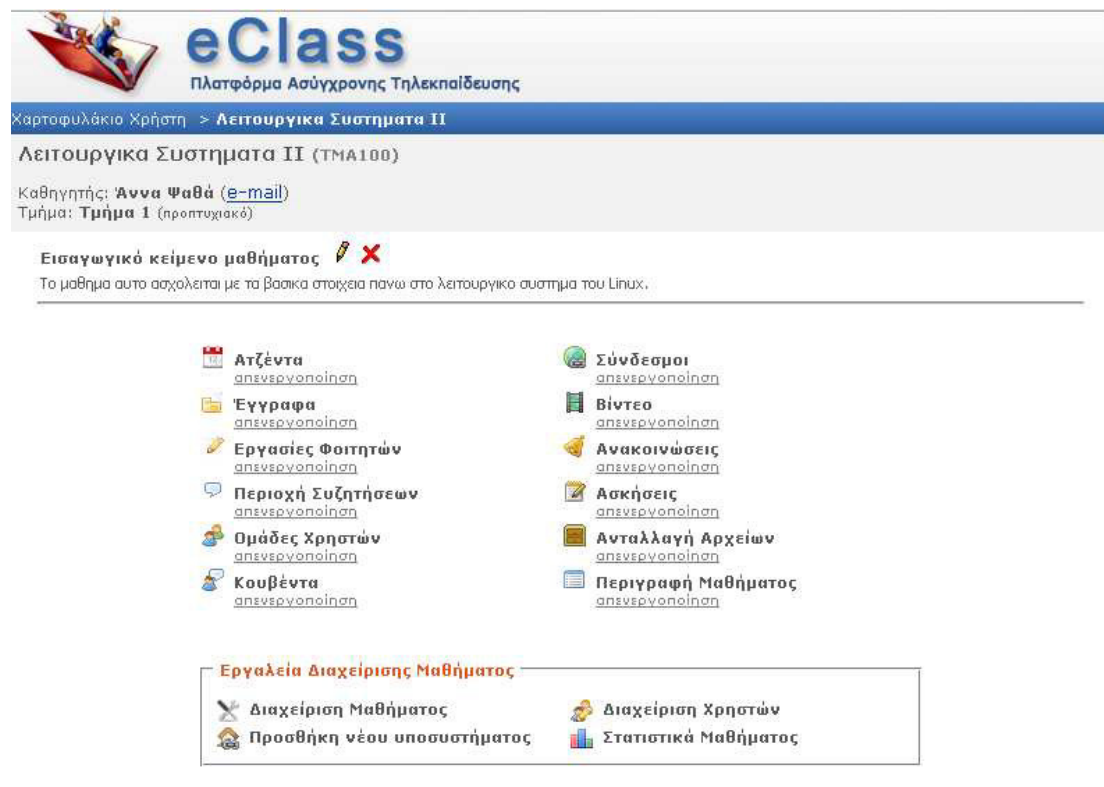 eClass
Πλατφόρμα Ασύγχρονης Τηλεκπαίδευσης
Χαρτοφυλάκιο Χρήστη > Λειτουργικα Συστηματα II
Λειτουργικα Συστηματα II (TMA100)
Καθηγητής: Άννα Ψαθά (e-mail)
Τμήμα: Τμήμα 1 (προπτυχιακό)
Εισαγωγικό κείμενο μαθήματος
Το μαθημα αυτο ασχολειται με τα βασικα στοιχεια πανω στο λειτουργικο συστημα του Linux.
Ατζέντα
απενεργοποίηση
Έγγραφα
απενεργοποίηση
Εργασίες Φοιτητών
απενεργοποίηση
Περιοχή Συζητήσεων
απενεργοποίηση
Ομάδες Χρηστών
απενεργοποίηση
Κουβέντα
απενεργοποίηση
Σύνδεσμοι
απενεργοποίηση
Βίντεο
απενεργοποίηση
Ανακοινώσεις
απενεργοποίηση
Ασκήσεις
απενεργοποίηση
Ανταλλαγή Αρχείων
απενεργοποίηση
Περιγραφή Μαθήματος
απενεργοποίηση
Εργαλεία Διαχείρισης Μαθήματος
Διαχείριση Μαθήματος
Διαχείριση Χρηστών
Προσθήκη νέου υποσυστήματος
Στατιστικά Μαθήματος